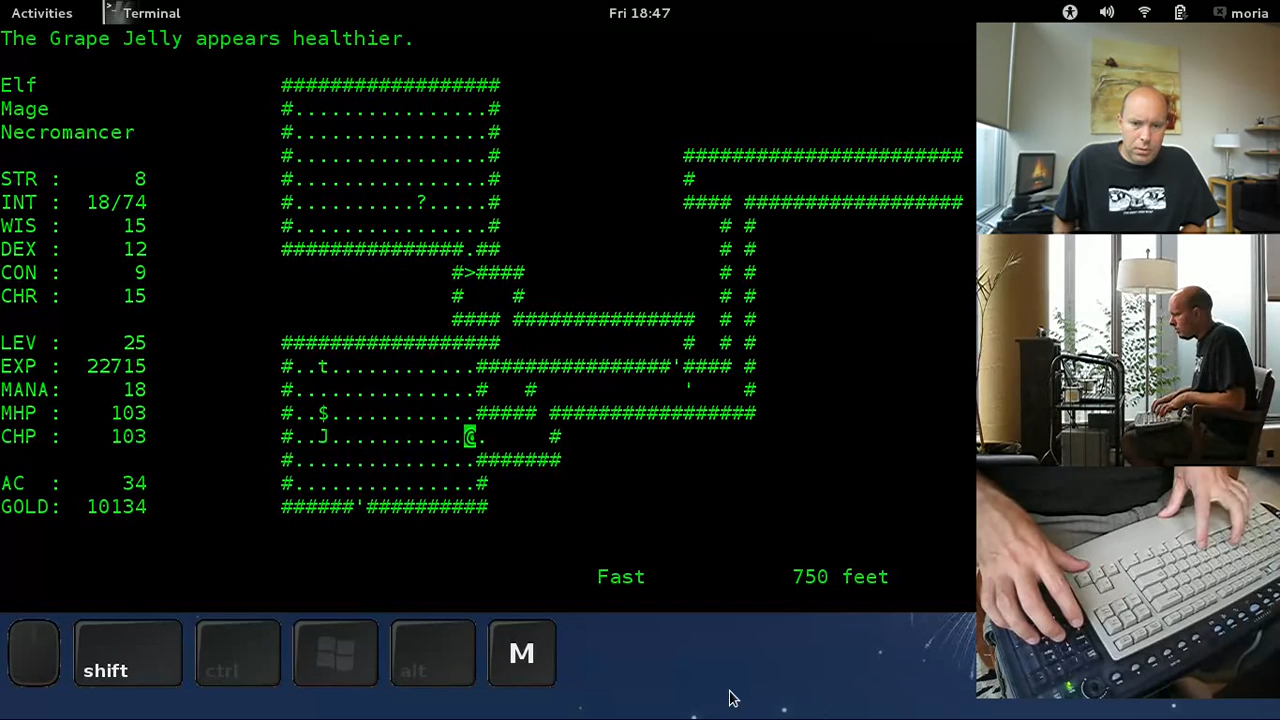 Activities Terminal Fri 18:47 moria
The Grape Jelly appears healthier.
Elf ##################
Mage #................#
Necromancer #................#
#................# #######################
STR : 8 #................# #
INT : 18/74 #..........?.....# #### ##################
WIS : 15 #................# # #
DEX : 12 ###############.## # #
CON : 9 #>#### # #
CHR : 15 # # # #
#### ############### # #
LEV : 25 ################## # # #
EXP : 22715 #..t............################'#### #
MANA: 18 #...............# # ' #
MHP : 103 #..$............##### #################
CHP : 103 #..J...........@. #
#...............#######
AC : 34 #...............#
GOLD: 10134 ######'##########
Fast 750 feet
shift ctrl alt M